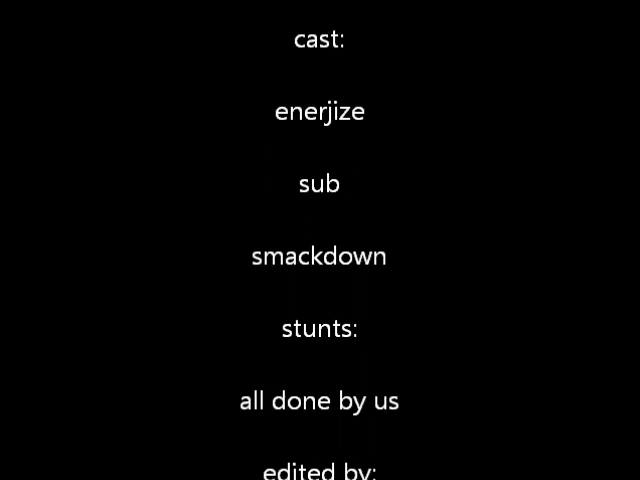 cast:
enerjize
sub
smackdown
stunts:
all done by us
edited by: